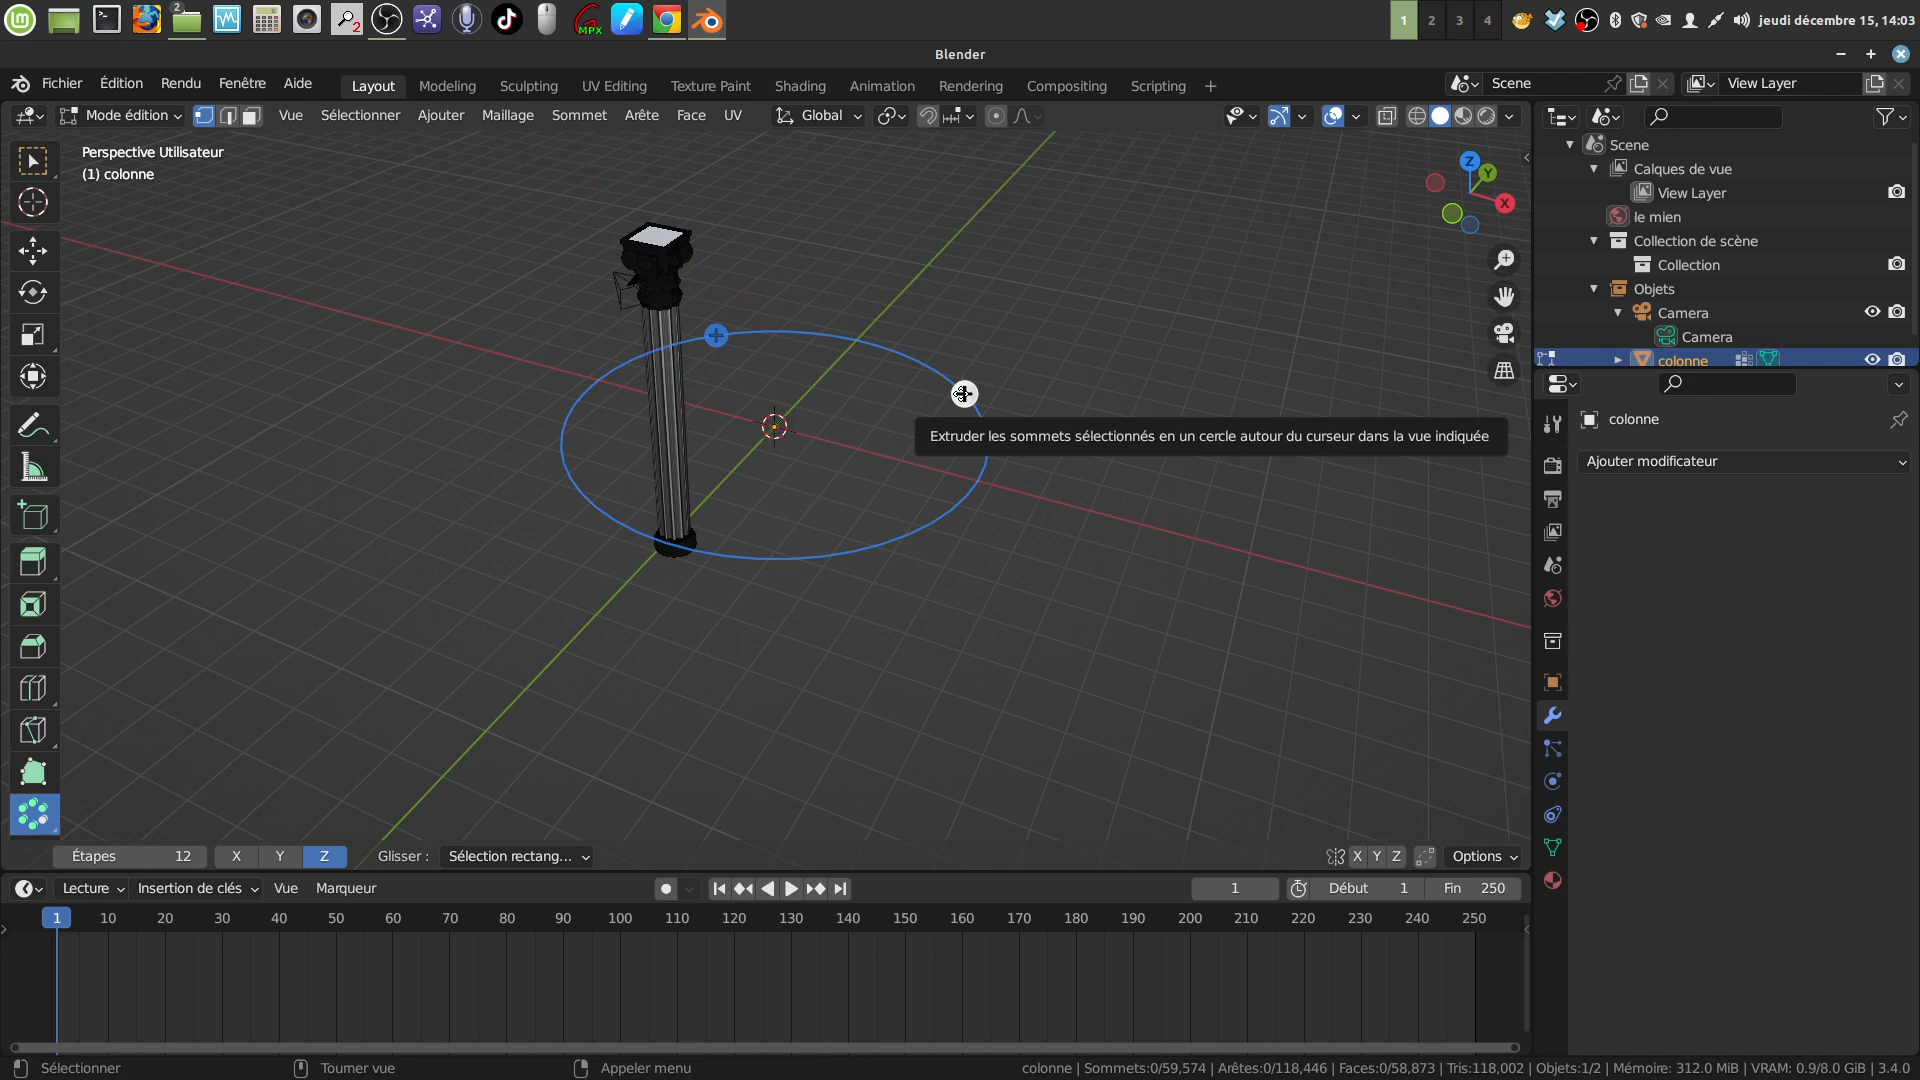 2
MPX
1 2 3 4
jeudi décembre 15, 14:03
Blender
Fichier Édition Rendu Fenêtre Aide
Layout Modeling Sculpting UV Editing Texture Paint Shading Animation Rendering Compositing Scripting +
Scene
View Layer
Mode édition Vue Sélectionner Ajouter Maillage Sommet Arête Face UV Global
Perspective Utilisateur
(1) colonne
Z
Y
X
Scene
Calques de vue
View Layer
le mien
Collection de scène
Collection
Objets
Camera
Camera
colonne
colonne
Ajouter modificateur
Extruder les sommets sélectionnés en un cercle autour du curseur dans la vue indiquée
Étapes 12 X Y Z Glisser : Sélection rectang... X Y Z Options
Lecture Insertion de clés Vue Marqueur 1 Début 1 Fin 250
1 10 20 30 40 50 60 70 80 90 100 110 120 130 140 150 160 170 180 190 200 210 220 230 240 250
Sélectionner Tourner vue Appeler menu
colonne | Sommets:0/59,574 | Arêtes:0/118,446 | Faces:0/58,873 | Tris:118,002 | Objets:1/2 | Mémoire: 312.0 MiB | VRAM: 0.9/8.0 GiB | 3.4.0